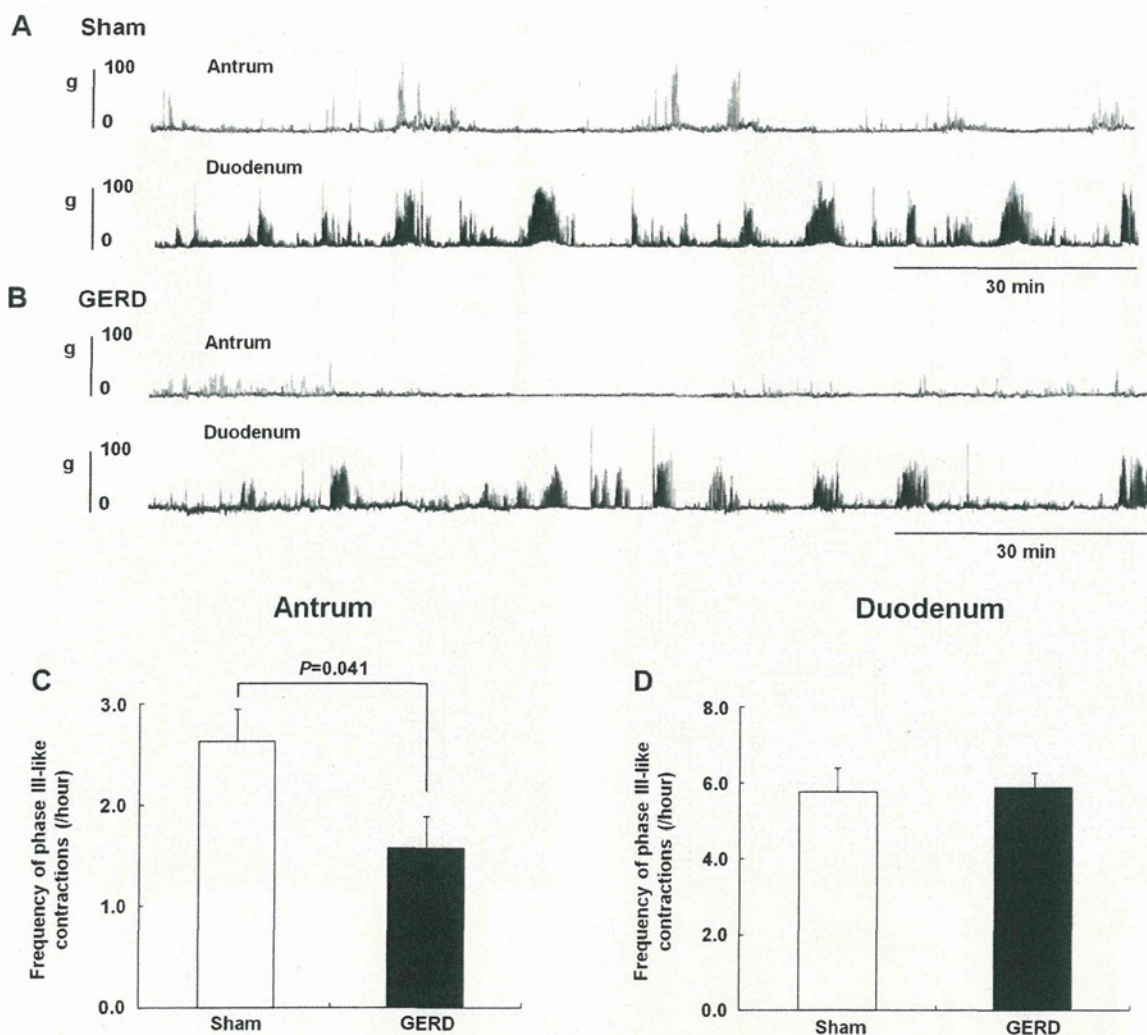 A Sham
Antrum
100
g
0
Duodenum
100
g
0
30 min
B GERD
Antrum
100
g
0
Duodenum
100
g
0
30 min
Antrum
C
P=0.041
3.0
2.0
1.0
0.0
Frequency of phase III-like
contractions (/hour)
Sham GERD
Duodenum
D
8.0
6.0
4.0
2.0
0.0
Frequency of phase III-like
contractions (/hour)
Sham GERD